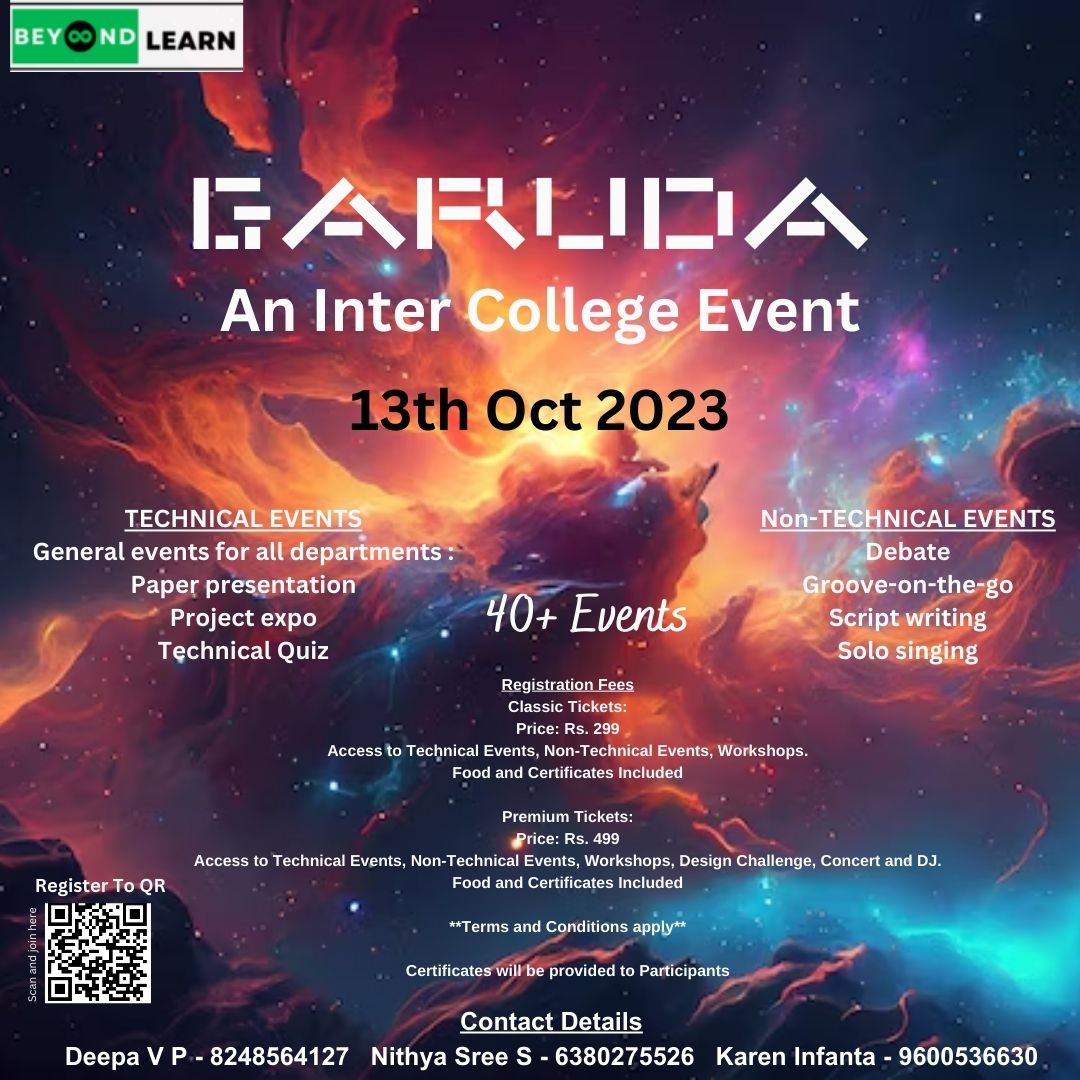 BEYOND LEARN
GARUDA
An Inter College Event
13th Oct 2023
TECHNICAL EVENTS
General events for all departments :
Paper presentation
Project expo
Technical Quiz
Non-TECHNICAL EVENTS
Debate
Groove-on-the-go
Script writing
Solo singing
40+ Events
Registration Fees
Classic Tickets:
Price: Rs. 299
Access to Technical Events, Non-Technical Events, Workshops.
Food and Certificates Included
Premium Tickets:
Price: Rs. 499
Access to Technical Events, Non-Technical Events, Workshops, Design Challenge, Concert and DJ.
Food and Certificates Included
**Terms and Conditions apply**
Certificates will be provided to Participants
Register To QR
Scan and join here
Contact Details
Deepa V P - 8248564127 Nithya Sree S - 6380275526 Karen Infanta - 9600536630